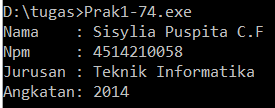 D:\tugas>Prak1-74.exe
Nama    : Sisylia Puspita C.F
Npm     : 4514210058
Jurusan : Teknik Informatika
Angkatan: 2014